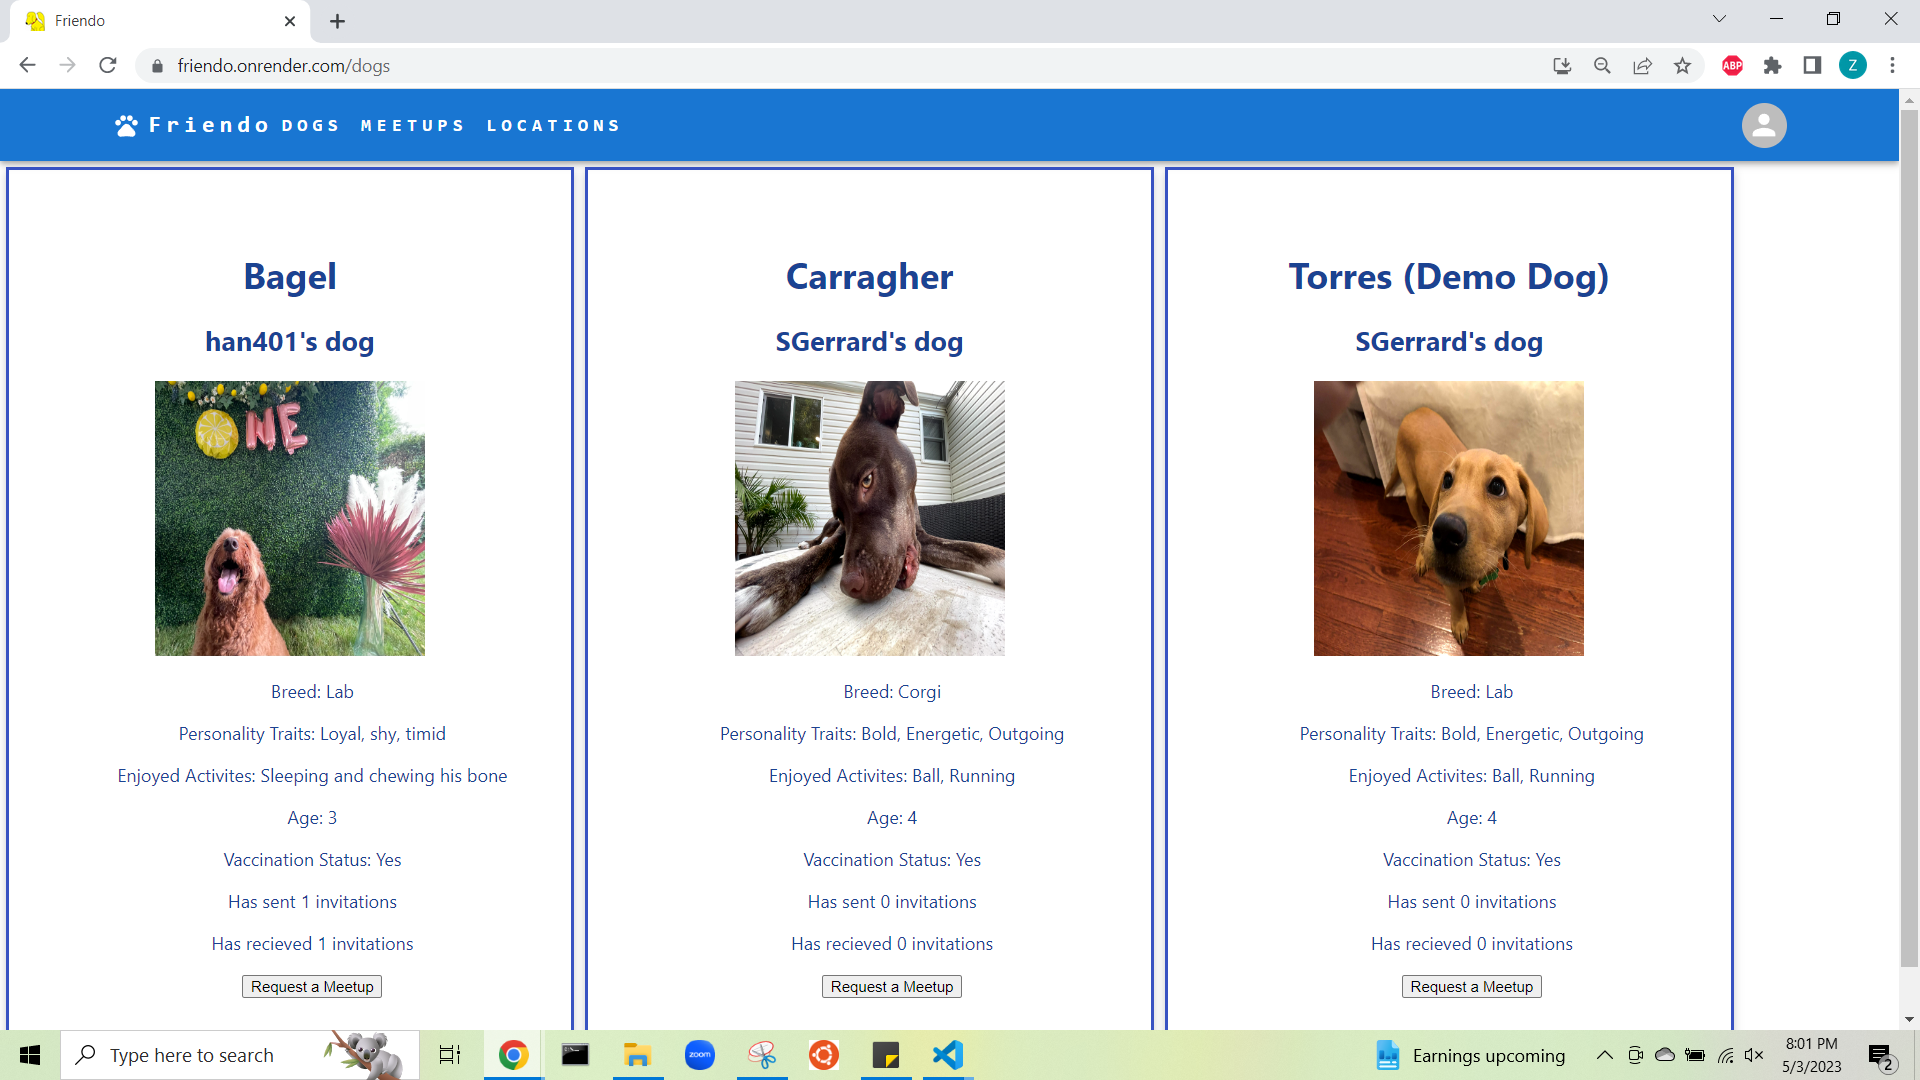 Friendo
friendo.onrender.com/dogs
ABP
Z
Friendo DOGS MEETUPS LOCATIONS
Bagel
han401's dog
ONE
Breed: Lab
Personality Traits: Loyal, shy, timid
Enjoyed Activites: Sleeping and chewing his bone
Age: 3
Vaccination Status: Yes
Has sent 1 invitations
Has recieved 1 invitations
Request a Meetup
Carragher
SGerrard's dog
Breed: Corgi
Personality Traits: Bold, Energetic, Outgoing
Enjoyed Activites: Ball, Running
Age: 4
Vaccination Status: Yes
Has sent 0 invitations
Has recieved 0 invitations
Request a Meetup
Torres (Demo Dog)
SGerrard's dog
Breed: Lab
Personality Traits: Bold, Energetic, Outgoing
Enjoyed Activites: Ball, Running
Age: 4
Vaccination Status: Yes
Has sent 0 invitations
Has recieved 0 invitations
Request a Meetup
Type here to search
zoom
Earnings upcoming
8:01 PM
5/3/2023
2